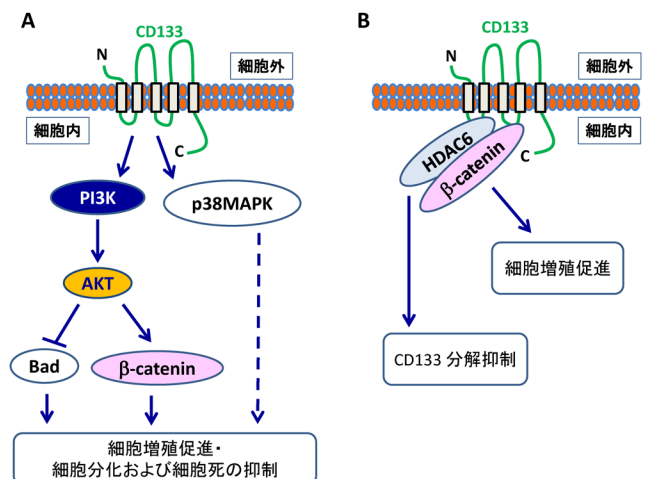 A
CD133
N
細胞外
細胞内
C
PI3K
p38MAPK
AKT
Bad
β-catenin
細胞増殖促進・
細胞分化および細胞死の抑制
B
CD133
N
細胞外
細胞内
HDAC6
β-catenin
C
細胞増殖促進
CD133 分解抑制